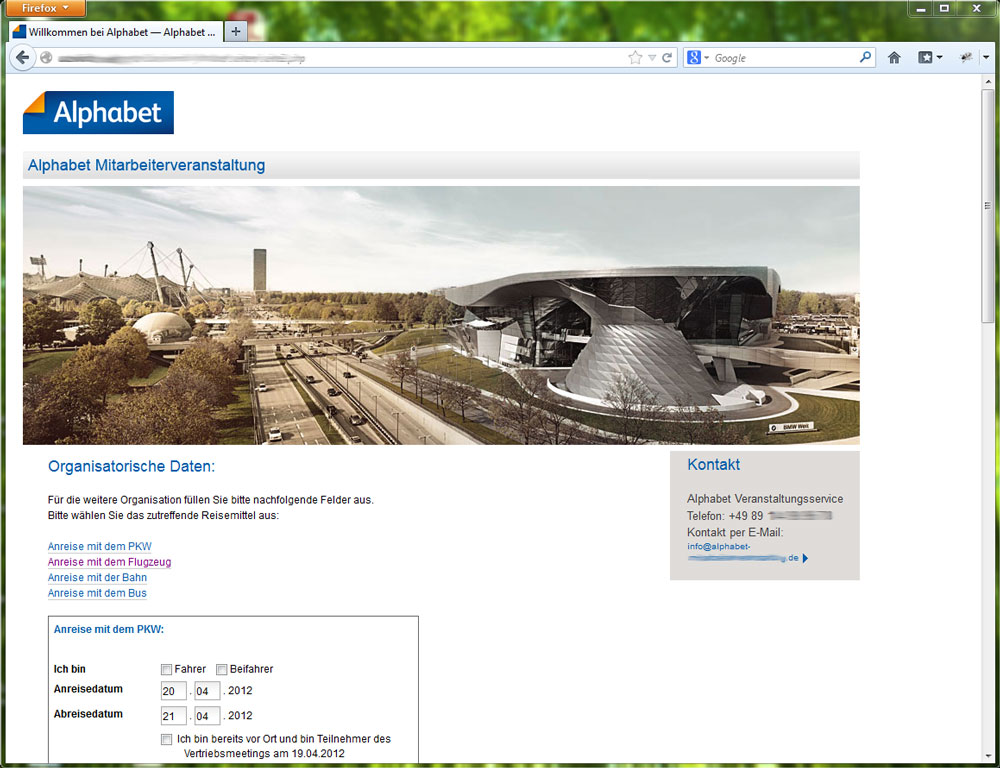 Firefox
Willkommen bei Alphabet — Alphabet ...
Google
Alphabet
Alphabet Mitarbeiterveranstaltung
BMW Welt
Organisatorische Daten:
Für die weitere Organisation füllen Sie bitte nachfolgende Felder aus.
Bitte wählen Sie das zutreffende Reisemittel aus:
Anreise mit dem PKW
Anreise mit dem Flugzeug
Anreise mit der Bahn
Anreise mit dem Bus
Kontakt
Alphabet Veranstaltungsservice
Telefon: +49 89
Kontakt per E-Mail:
info@alphabet-
.de
Anreise mit dem PKW:
Ich bin Fahrer Beifahrer
Anreisedatum 20 . 04 . 2012
Abreisedatum 21 . 04 . 2012
Ich bin bereits vor Ort und bin Teilnehmer des
Vertriebsmeetings am 19.04.2012